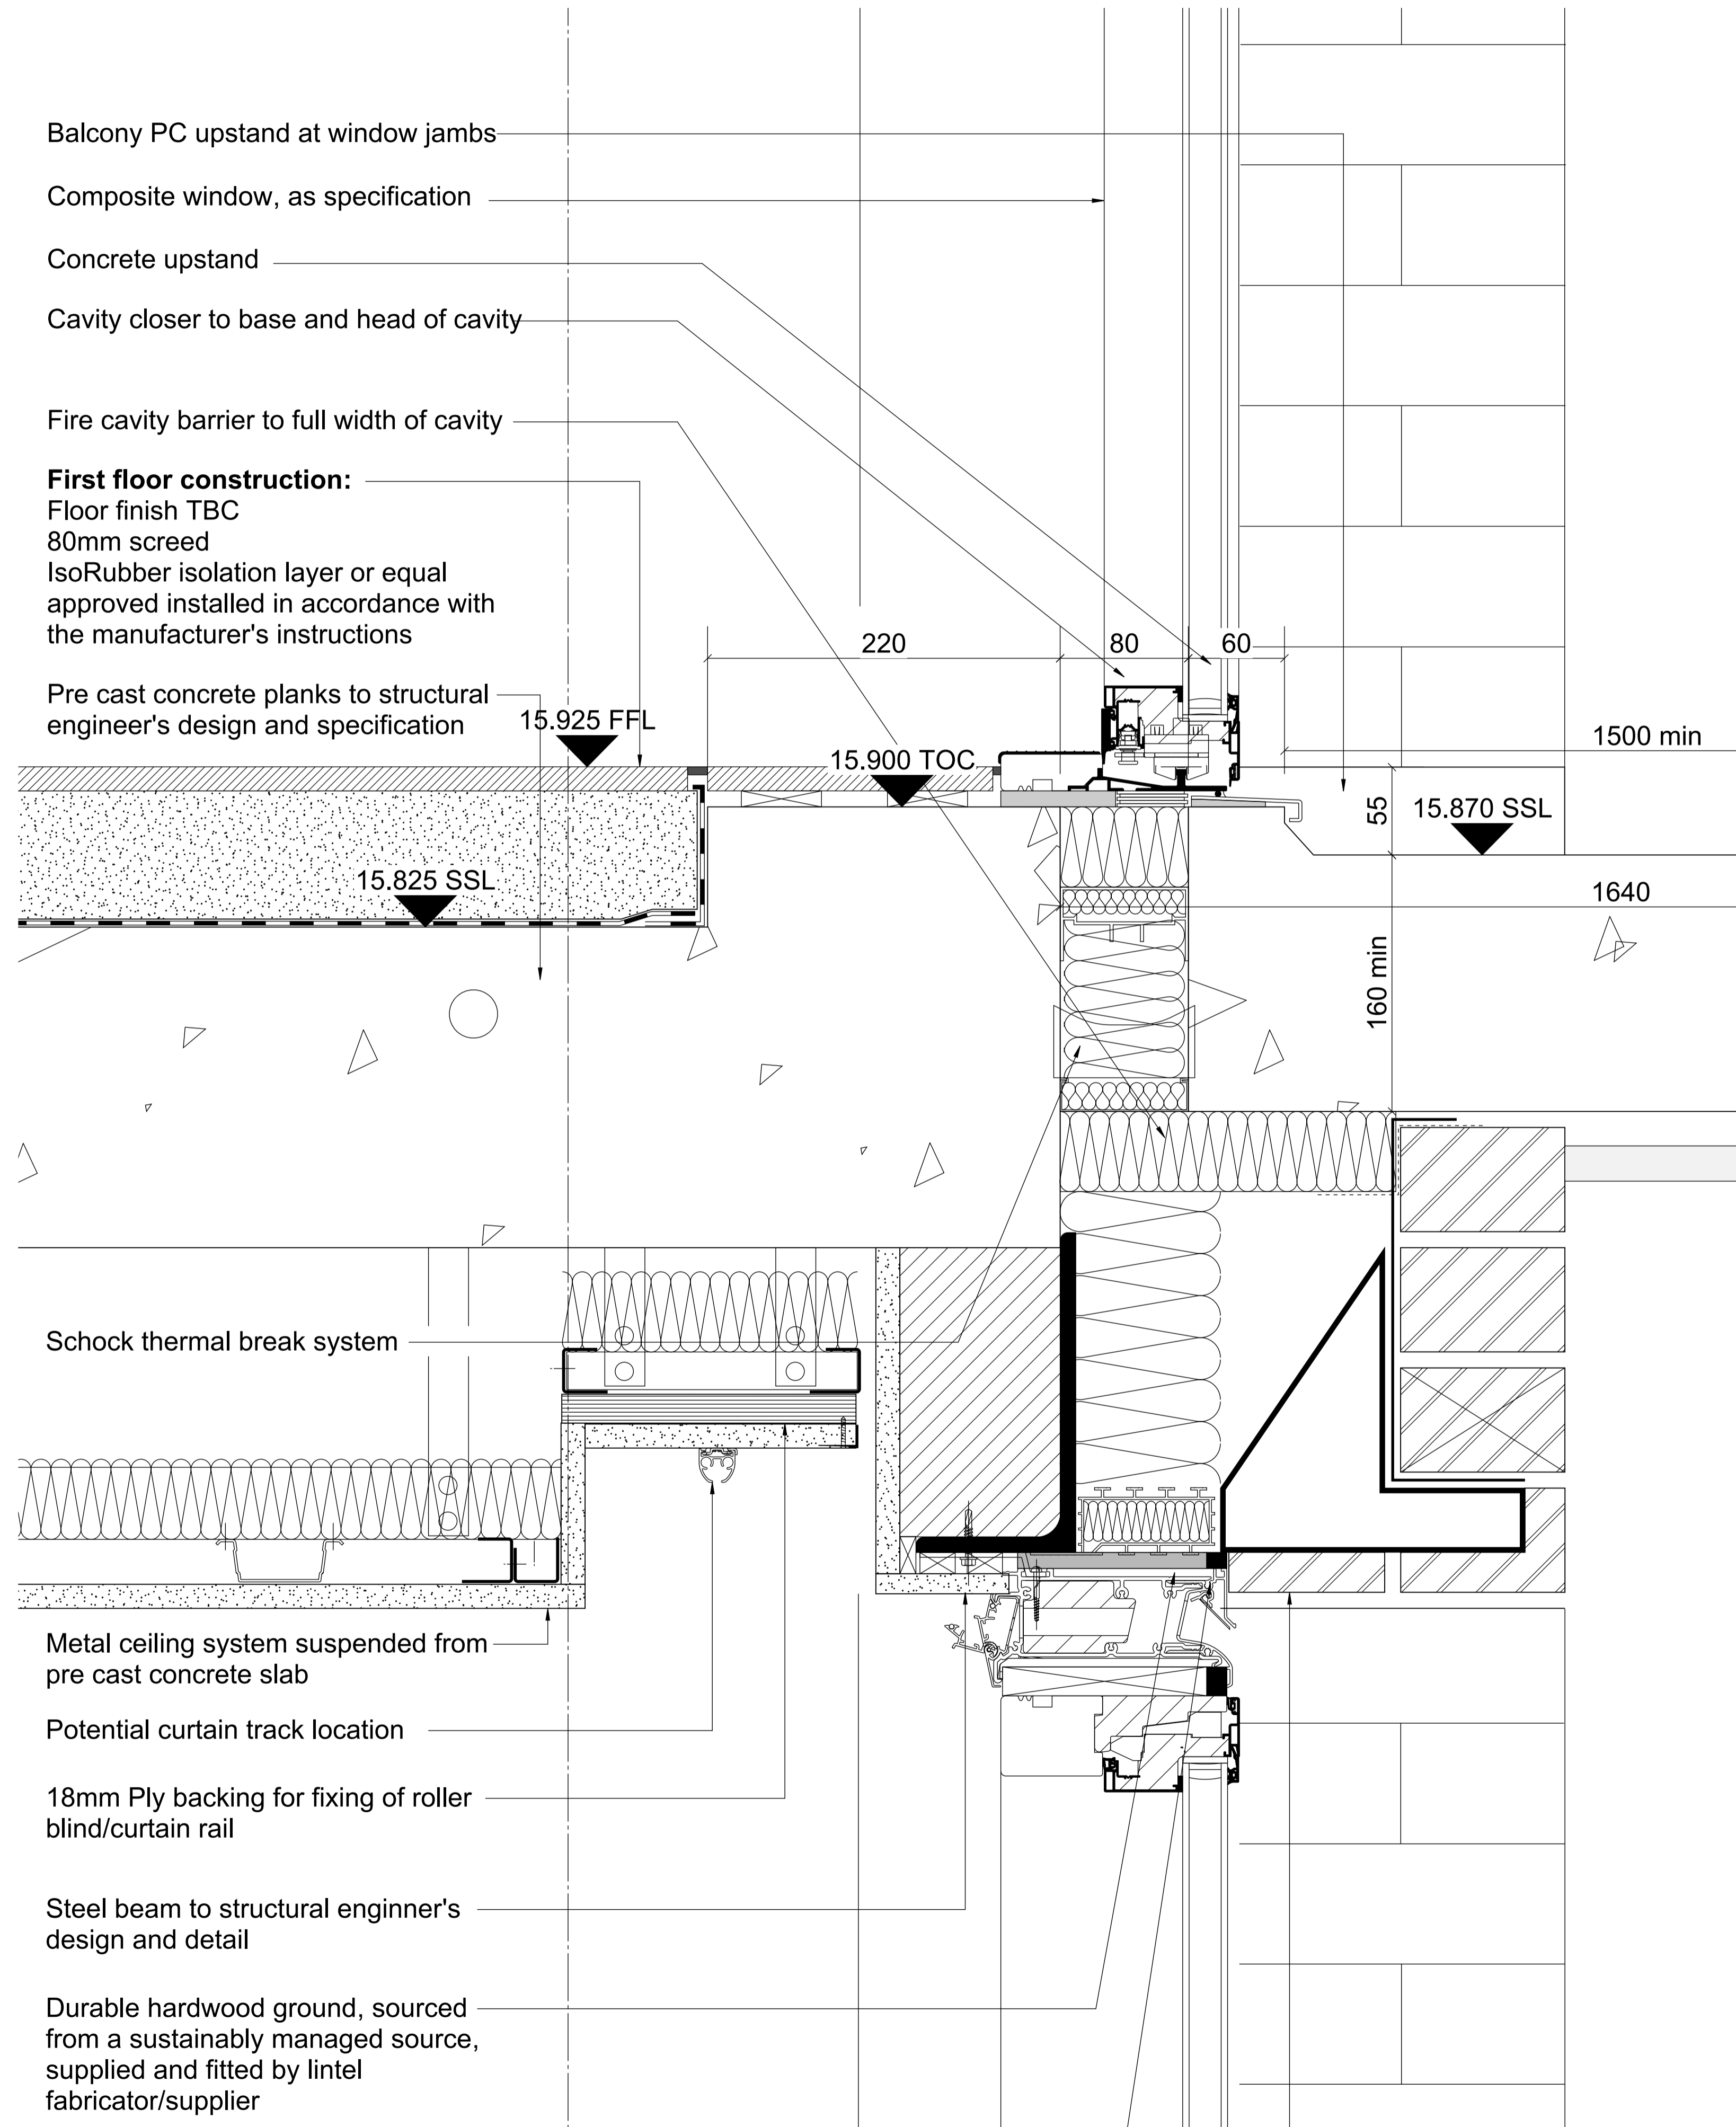 Balcony PC upstand at window jambs
Composite window, as specification
Concrete upstand
Cavity closer to base and head of cavity
Fire cavity barrier to full width of cavity
First floor construction:
Floor finish TBC
80mm screed
IsoRubber isolation layer or equal
approved installed in accordance with
the manufacturer's instructions
220
80
60
Pre cast concrete planks to structural
engineer's design and specification
15.925 FFL
15.900 TOC
1500 min
55
15.870 SSL
15.825 SSL
1640
160 min
Schock thermal break system
Metal ceiling system suspended from
pre cast concrete slab
Potential curtain track location
18mm Ply backing for fixing of roller
blind/curtain rail
Steel beam to structural enginner's
design and detail
Durable hardwood ground, sourced
from a sustainably managed source,
supplied and fitted by lintel
fabricator/supplier